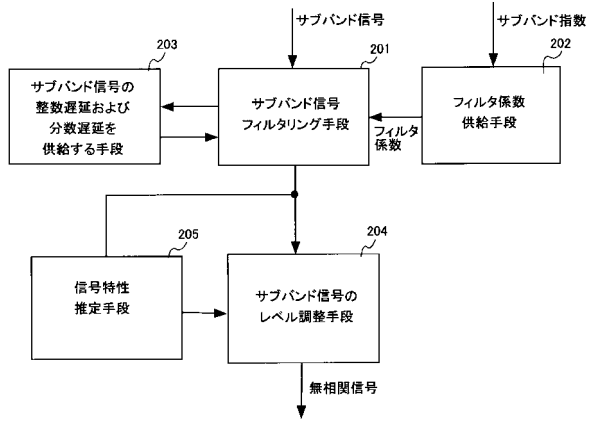 サブバンド信号
サブバンド指数
203
201
202
サブバンド信号の
整数遅延および
分数遅延を
供給する手段
サブバンド信号
フィルタリング手段
フィルタ
係数
フィルタ係数
供給手段
205
204
信号特性
推定手段
サブバンド信号の
レベル調整手段
無相関信号